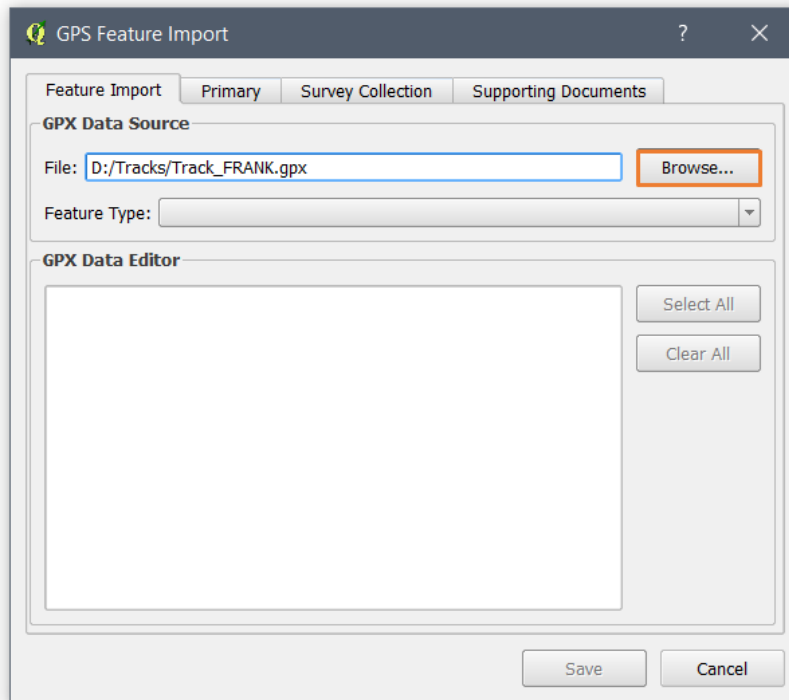 GPS Feature Import
Feature Import Primary Survey Collection Supporting Documents
GPX Data Source
File: D:/Tracks/Track_FRANK.gpx Browse...
Feature Type:
GPX Data Editor
Select All
Clear All
Save Cancel